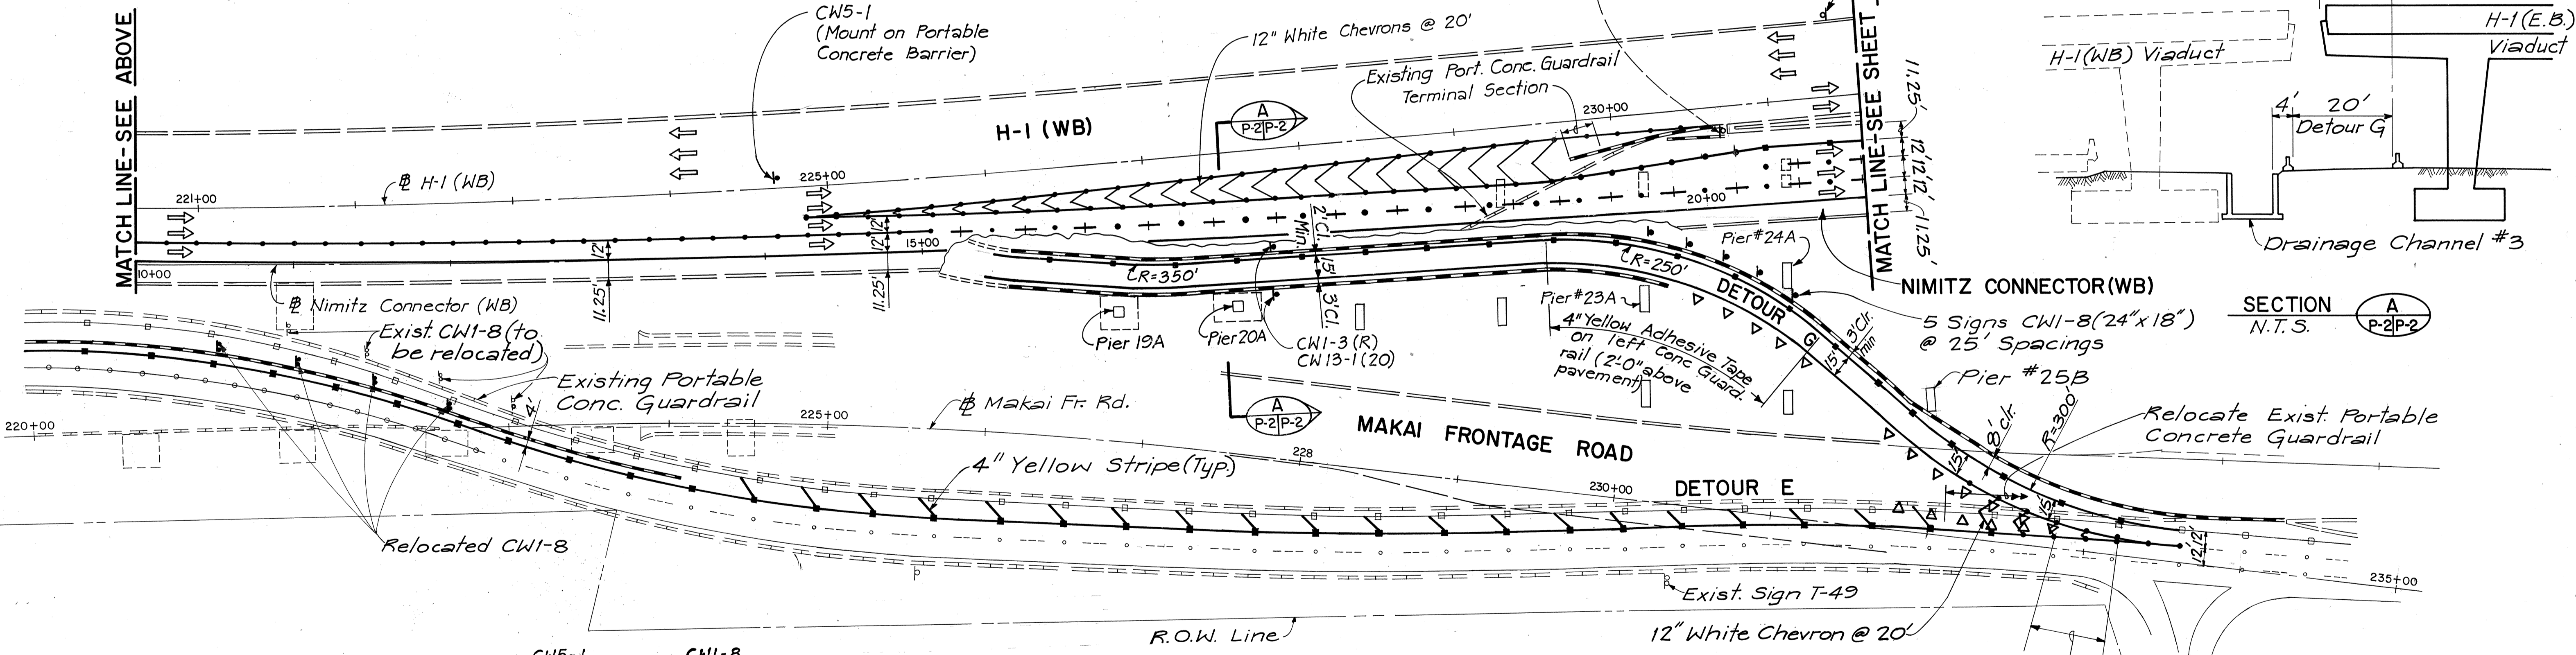 MATCH LINE-SEE ABOVE
CW5-1
(Mount on Portable
Concrete Barrier)
12" White Chevrons @ 20'
Existing Port. Conc. Guardrail
Terminal Section
230+00
H-1 (WB)
A
P-2 P-2
225+00
℄ H-1 (WB)
221+00
12'
11.25'
12'
12'
11.25'
15+00
10+00
℄ Nimitz Connector (WB)
2' Cl.
Min.
15'
3' Cl.
R=350'
R=250'
20+00
Pier #24A
MATCH LINE-SEE SHEET
11.25'
12' 12' 12'
11.25'
NIMITZ CONNECTOR (WB)
H-1 (E.B.)
Viaduct
H-1 (WB) Viaduct
4'
20'
Detour G
Drainage Channel #3
SECTION
N.T.S.
A
P-2 P-2
Exist. CW1-8 (to
be relocated)
Existing Portable
Conc. Guardrail
4'
Pier 19A
Pier 20A
CW1-3 (R)
CW 13-1 (20)
Pier #23A
4" Yellow Adhesive Tape
on left Conc. Guard.
rail (2'-0" above
pavement)
DETOUR G
15'
3' Clr.
min
5 Signs CW1-8 (24" x 18")
@ 25' Spacings
Pier #25B
8' clr.
R=300'
15'
15'
Relocate Exist. Portable
Concrete Guardrail
220+00
225+00
℄ Makai Fr. Rd.
A
P-2 P-2
MAKAI FRONTAGE ROAD
228
4" Yellow Stripe (Typ.)
230+00
DETOUR E
Relocated CW1-8
12' 12'
235+00
Exist. Sign T-49
R.O.W. Line
12" White Chevron @ 20'
CW5-1
CW1-8